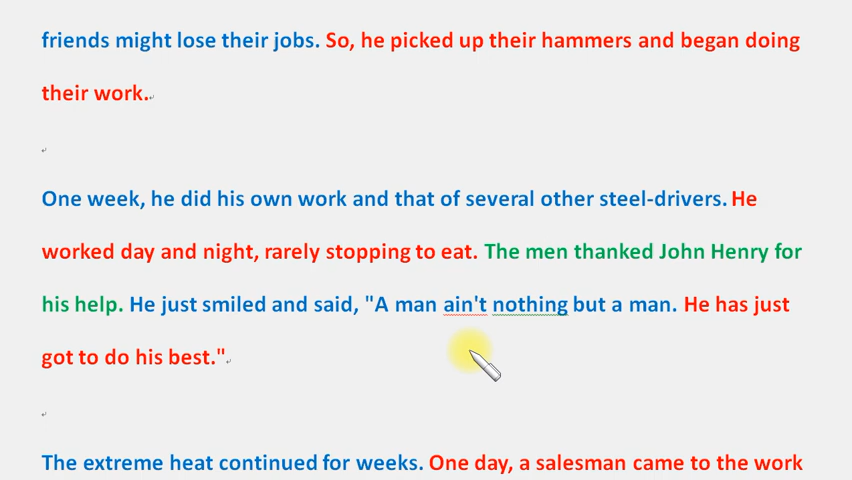 friends might lose their jobs. So, he picked up their hammers and began doing
their work.
One week, he did his own work and that of several other steel-drivers. He
worked day and night, rarely stopping to eat. The men thanked John Henry for
his help. He just smiled and said, "A man ain't nothing but a man. He has just
got to do his best."
The extreme heat continued for weeks. One day, a salesman came to the work